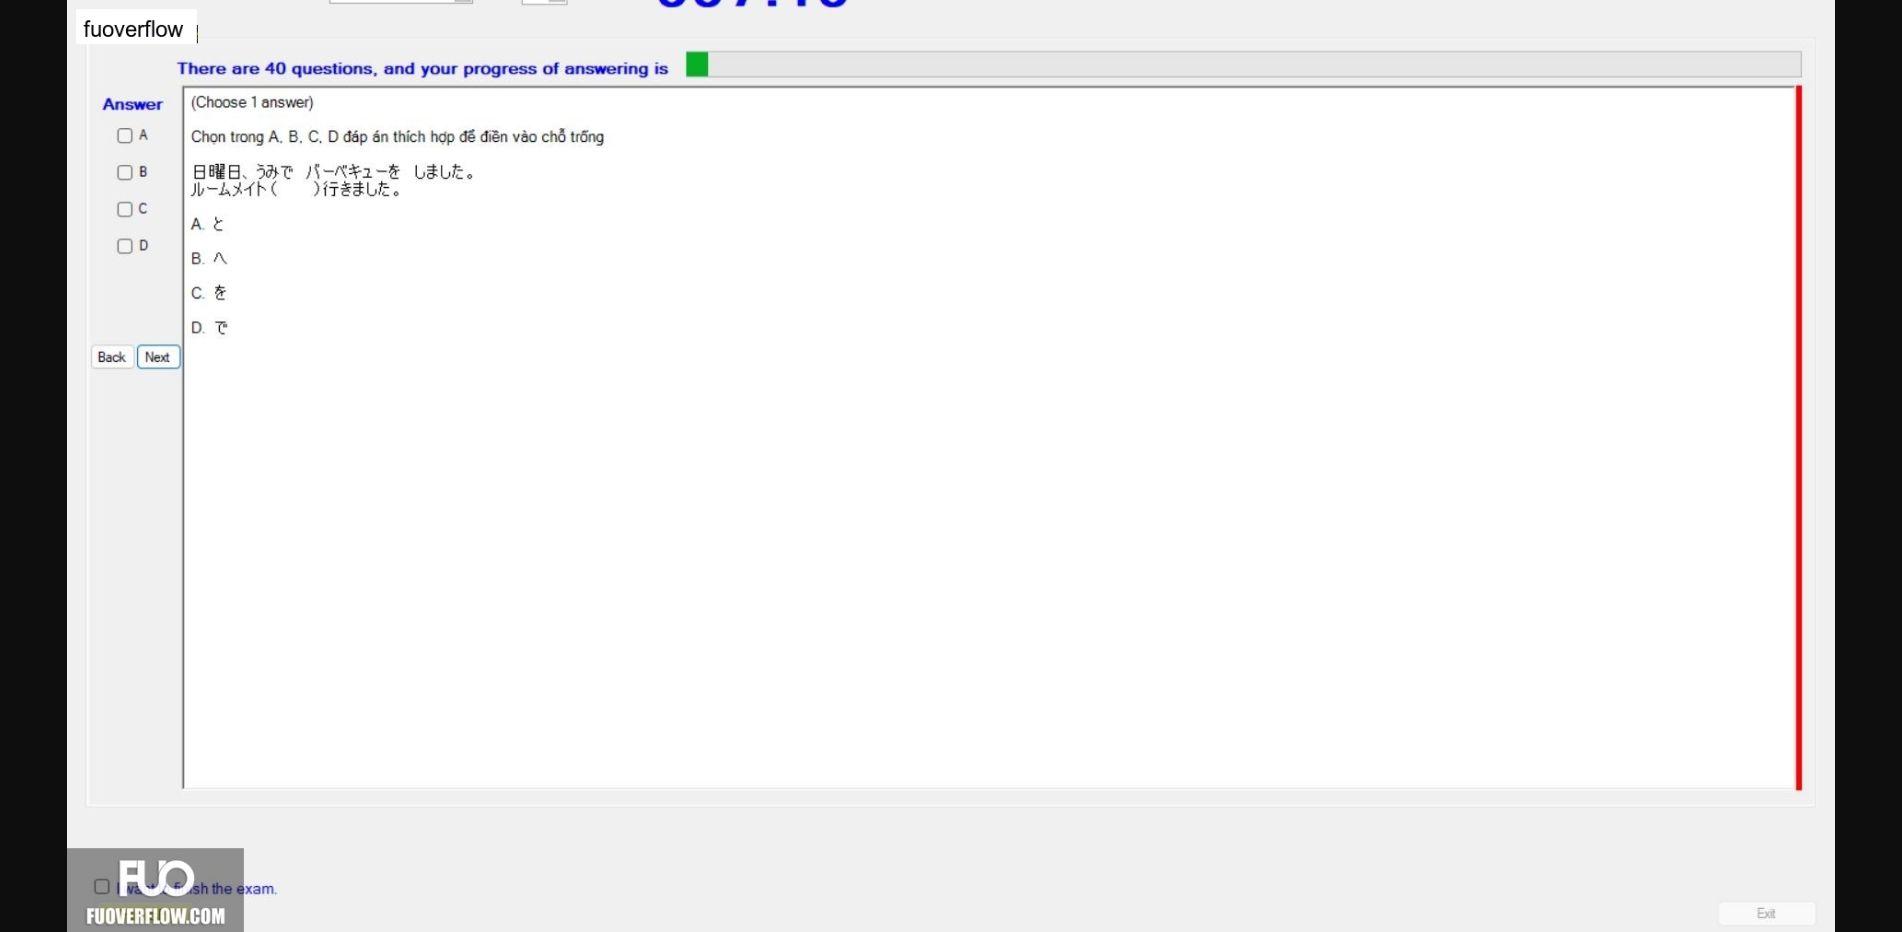 fuoverflow
There are 40 questions, and your progress of answering is
Answer
(Choose 1 answer)
A
Chọn trong A, B, C, D đáp án thích hợp để điền vào chỗ trống
B
日曜日、うみで バーベキューを しました。
ルームメイト( )行きました。
C
A. と
D
B. へ
C. を
D. で
Back Next
I want finish the exam.
FUO
FUOVERFLOW.COM
Exit